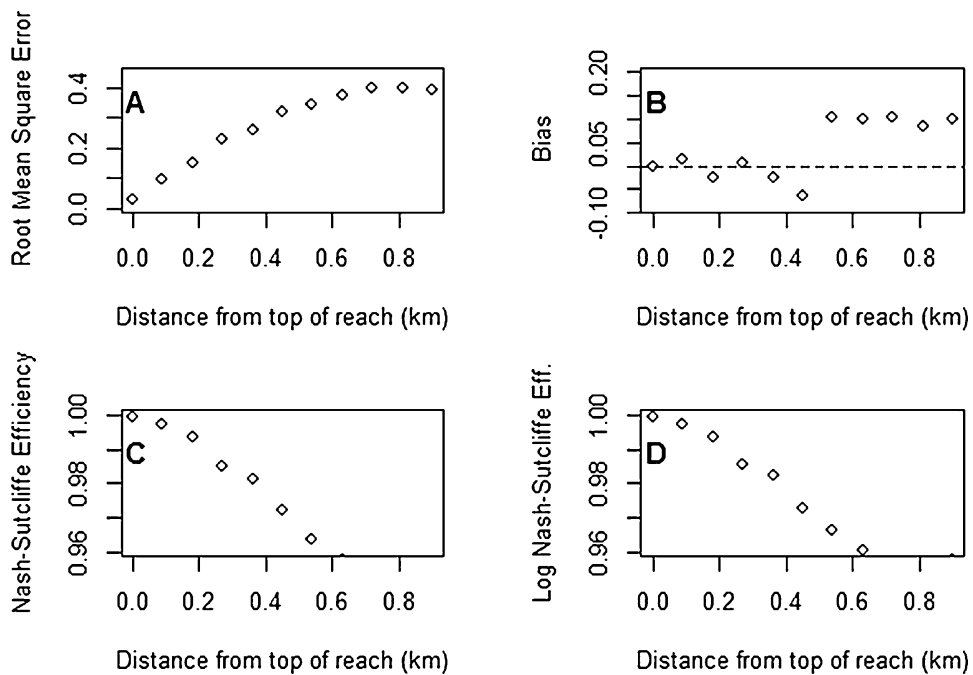 Root Mean Square Error
0.0 0.2 0.4
A
0.0 0.2 0.4 0.6 0.8
Distance from top of reach (km)
Bias
-0.10 0.05 0.20
B
0.0 0.2 0.4 0.6 0.8
Distance from top of reach (km)
Nash-Sutcliffe Efficiency
0.96 0.98 1.00
C
0.0 0.2 0.4 0.6 0.8
Distance from top of reach (km)
Log Nash-Sutcliffe Eff.
0.96 0.98 1.00
D
0.0 0.2 0.4 0.6 0.8
Distance from top of reach (km)